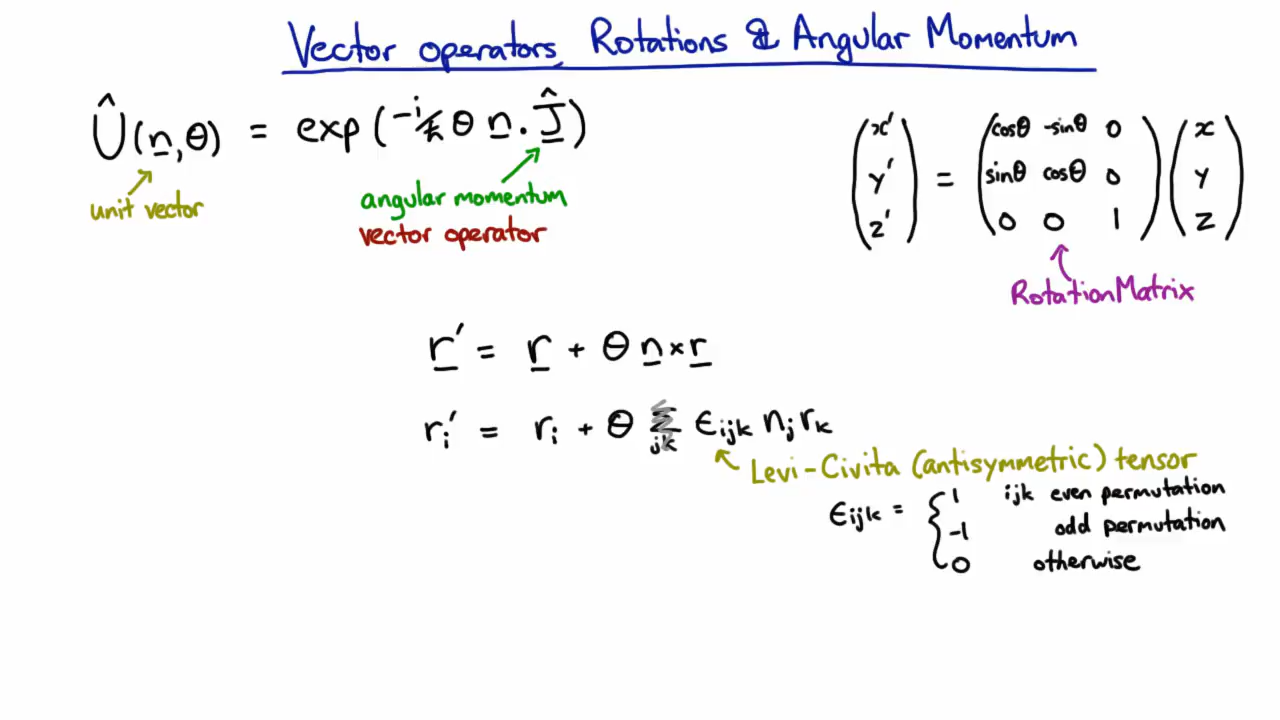 Vector operators, Rotations & Angular Momentum
Û(n,θ) = exp(-i/ħ θ n.Ĵ)
unit vector
angular momentum
vector operator
(x' y' z') = (cosθ -sinθ 0 sinθ cosθ 0 0 0 1) (x y z)
Rotation Matrix
r' = r + θ n×r
rᵢ' = rᵢ + θ Σjk ϵijk nⱼ rₖ
Levi-Civita (antisymmetric) tensor
ϵijk = { 1 ijk even permutation
-1 odd permutation
0 otherwise